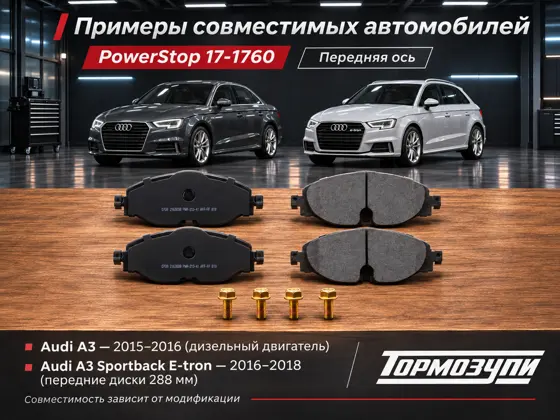 Примеры совместимых автомобилей
PowerStop 17-1760
Передняя ось
Audi A3 — 2015–2016 (дизельный двигатель)
Audi A3 Sportback E-tron — 2016–2018
(передние диски 288 мм)
Совместимость зависит от модификации
ТОРМОЗУПИ